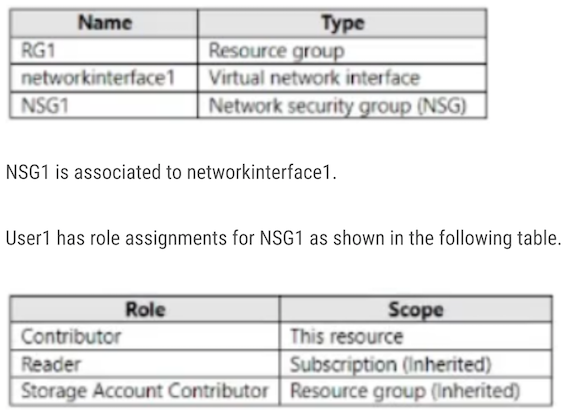 Name Type
RG1 Resource group
networkinterface1 Virtual network interface
NSG1 Network security group (NSG)
NSG1 is associated to networkinterface1.
User1 has role assignments for NSG1 as shown in the following table.
Role Scope
Contributor This resource
Reader Subscription (Inherited)
Storage Account Contributor Resource group (Inherited)